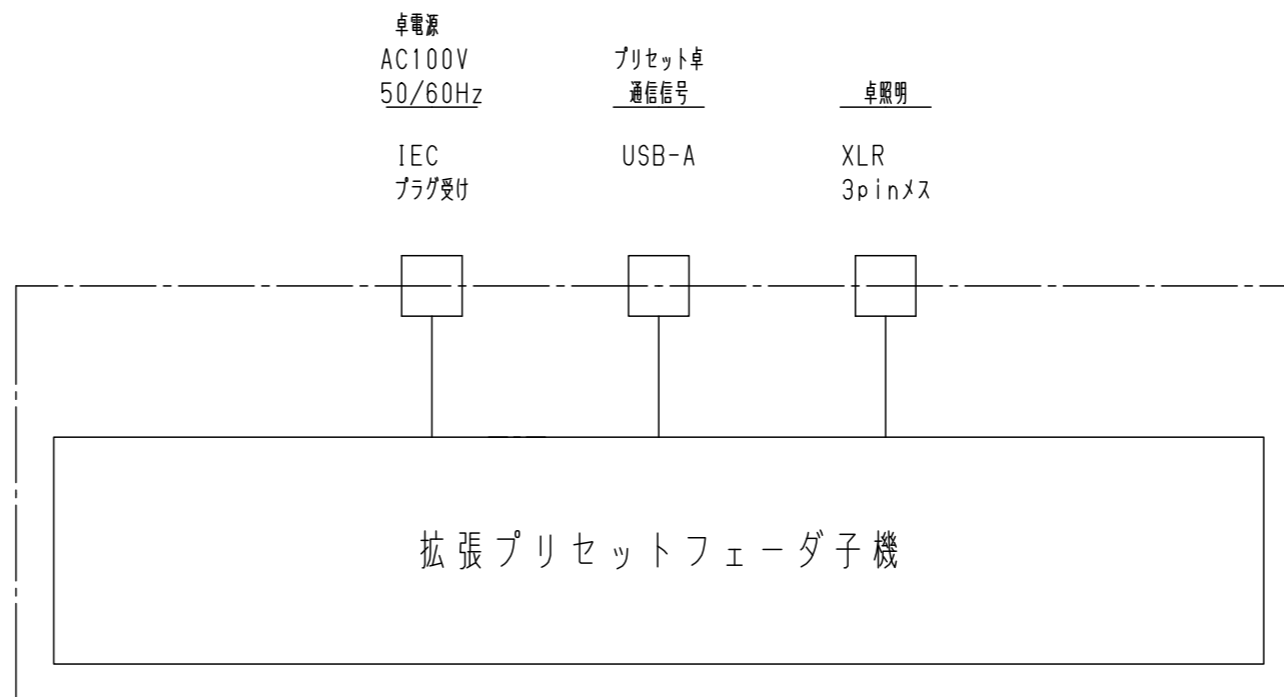 卓電源
AC100V
50/60Hz
IEC
プラグ受け
プリセット卓
通信信号
USB-A
卓照明
XLR
3pinメス
拡張プリセットフェーダ子機